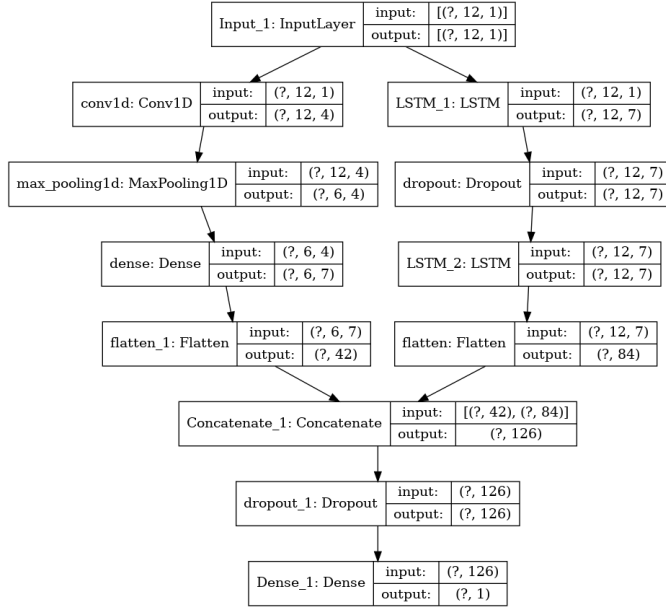 Input_1: InputLayer
input: [(?, 12, 1)]
output: [(?, 12, 1)]
conv1d: Conv1D
input: (?, 12, 1)
output: (?, 12, 4)
LSTM_1: LSTM
input: (?, 12, 1)
output: (?, 12, 7)
max_pooling1d: MaxPooling1D
input: (?, 12, 4)
output: (?, 6, 4)
dropout: Dropout
input: (?, 12, 7)
output: (?, 12, 7)
dense: Dense
input: (?, 6, 4)
output: (?, 6, 7)
LSTM_2: LSTM
input: (?, 12, 7)
output: (?, 12, 7)
flatten_1: Flatten
input: (?, 6, 7)
output: (?, 42)
flatten: Flatten
input: (?, 12, 7)
output: (?, 84)
Concatenate_1: Concatenate
input: [(?, 42), (?, 84)]
output: (?, 126)
dropout_1: Dropout
input: (?, 126)
output: (?, 126)
Dense_1: Dense
input: (?, 126)
output: (?, 1)